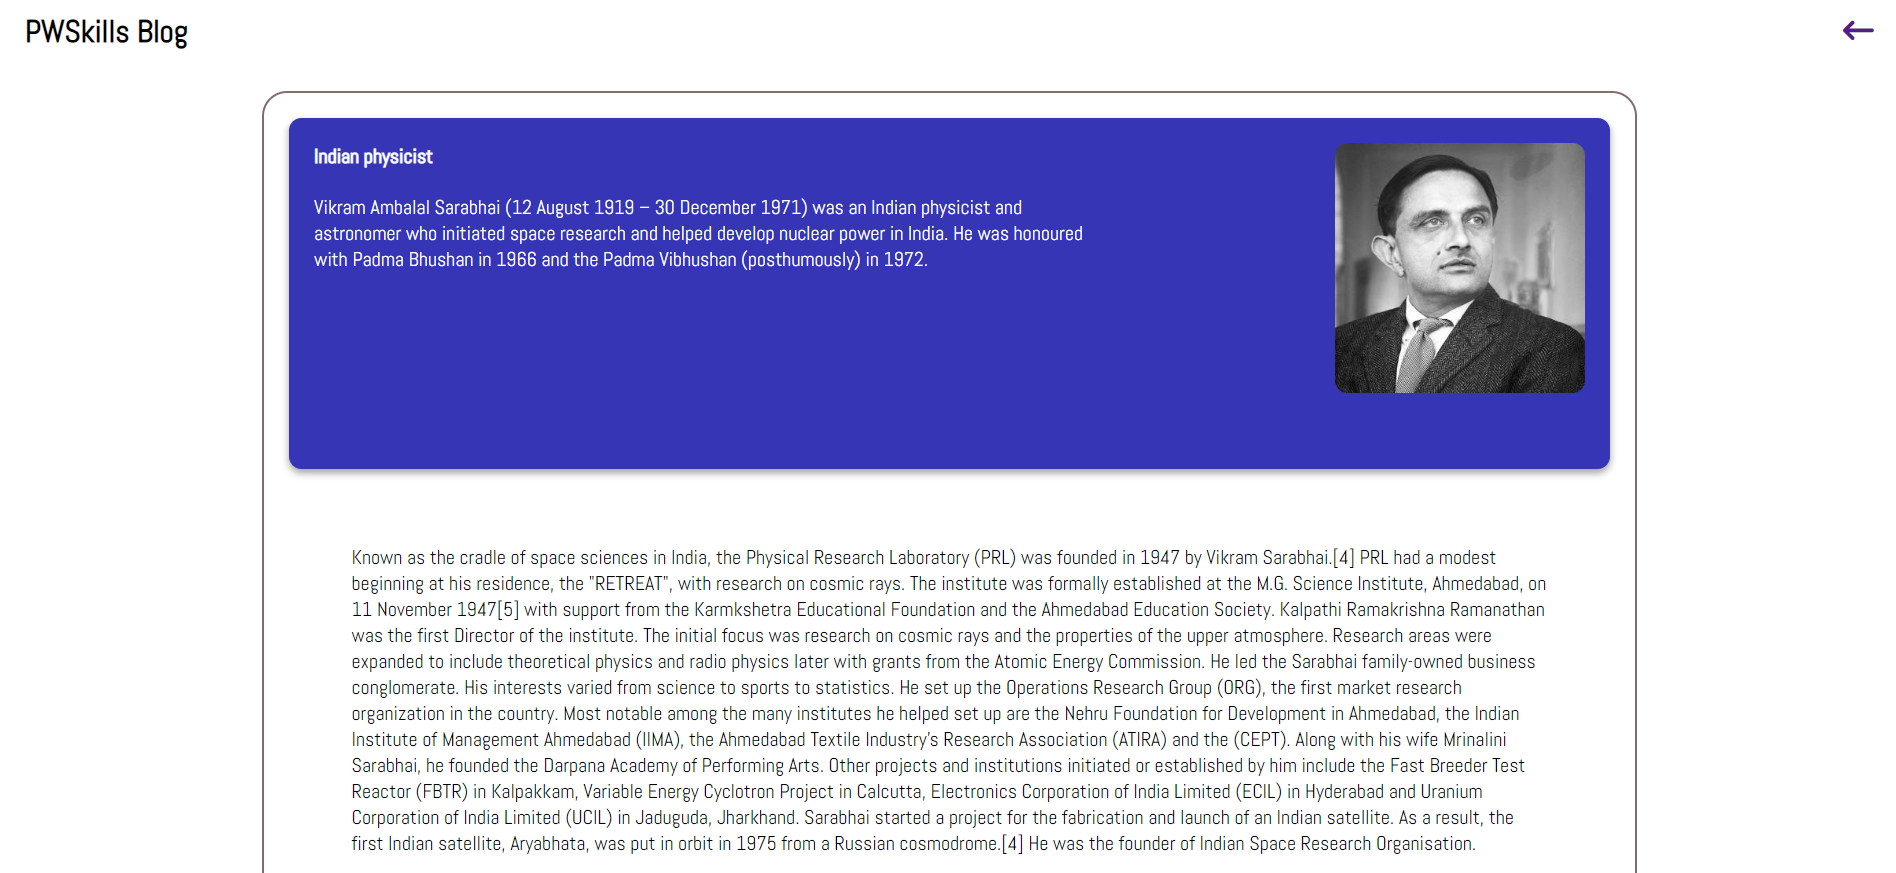 PWSkills Blog
Indian physicist
Vikram Ambalal Sarabhai (12 August 1919 – 30 December 1971) was an Indian physicist and
astronomer who initiated space research and helped develop nuclear power in India. He was honoured
with Padma Bhushan in 1966 and the Padma Vibhushan (posthumously) in 1972.
Known as the cradle of space sciences in India, the Physical Research Laboratory (PRL) was founded in 1947 by Vikram Sarabhai.[4] PRL had a modest
beginning at his residence, the "RETREAT", with research on cosmic rays. The institute was formally established at the M.G. Science Institute, Ahmedabad, on
11 November 1947[5] with support from the Karmkshetra Educational Foundation and the Ahmedabad Education Society. Kalpathi Ramakrishna Ramanathan
was the first Director of the institute. The initial focus was research on cosmic rays and the properties of the upper atmosphere. Research areas were
expanded to include theoretical physics and radio physics later with grants from the Atomic Energy Commission. He led the Sarabhai family-owned business
conglomerate. His interests varied from science to sports to statistics. He set up the Operations Research Group (ORG), the first market research
organization in the country. Most notable among the many institutes he helped set up are the Nehru Foundation for Development in Ahmedabad, the Indian
Institute of Management Ahmedabad (IIMA), the Ahmedabad Textile Industry's Research Association (ATIRA) and the (CEPT). Along with his wife Mrinalini
Sarabhai, he founded the Darpana Academy of Performing Arts. Other projects and institutions initiated or established by him include the Fast Breeder Test
Reactor (FBTR) in Kalpakkam, Variable Energy Cyclotron Project in Calcutta, Electronics Corporation of India Limited (ECIL) in Hyderabad and Uranium
Corporation of India Limited (UCIL) in Jaduguda, Jharkhand. Sarabhai started a project for the fabrication and launch of an Indian satellite. As a result, the
first Indian satellite, Aryabhata, was put in orbit in 1975 from a Russian cosmodrome.[4] He was the founder of Indian Space Research Organisation.